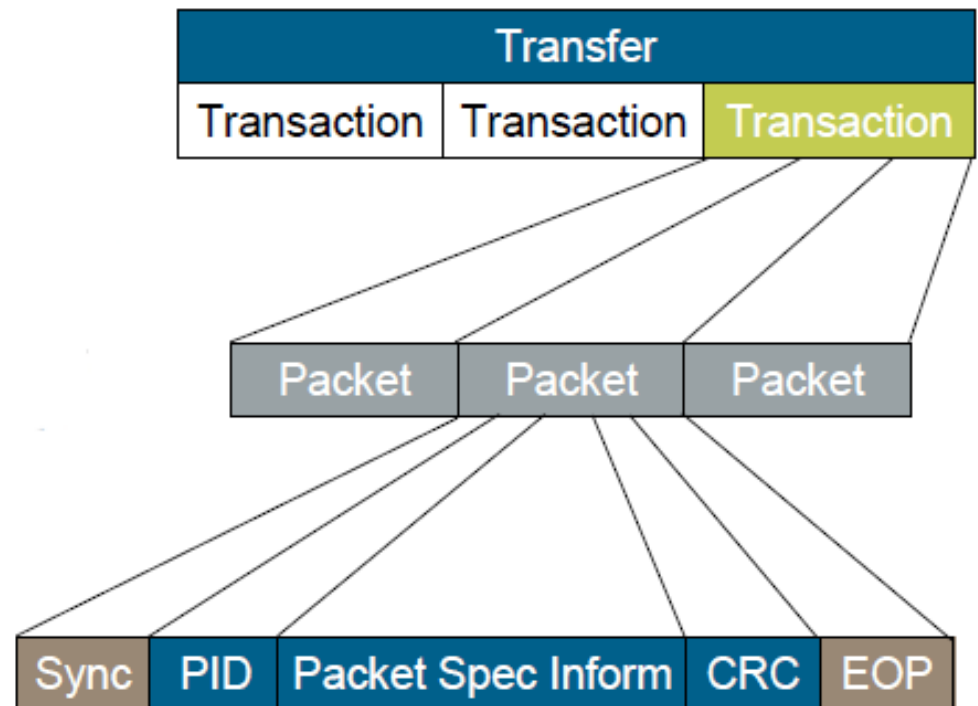 Transfer
Transaction Transaction Transaction
Packet Packet Packet
Sync PID Packet Spec Inform CRC EOP